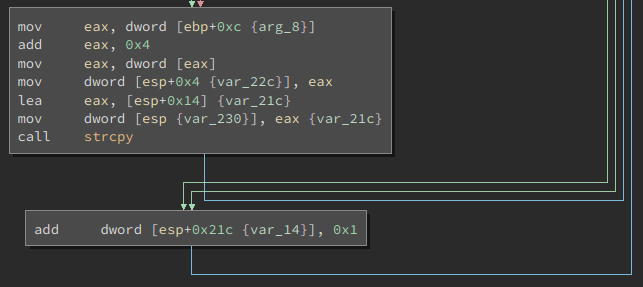 mov eax, dword [ebp+0xc {arg_8}]
add eax, 0x4
mov eax, dword [eax]
mov dword [esp+0x4 {var_22c}], eax
lea eax, [esp+0x14] {var_21c}
mov dword [esp {var_230}], eax {var_21c}
call strcpy
add dword [esp+0x21c {var_14}], 0x1